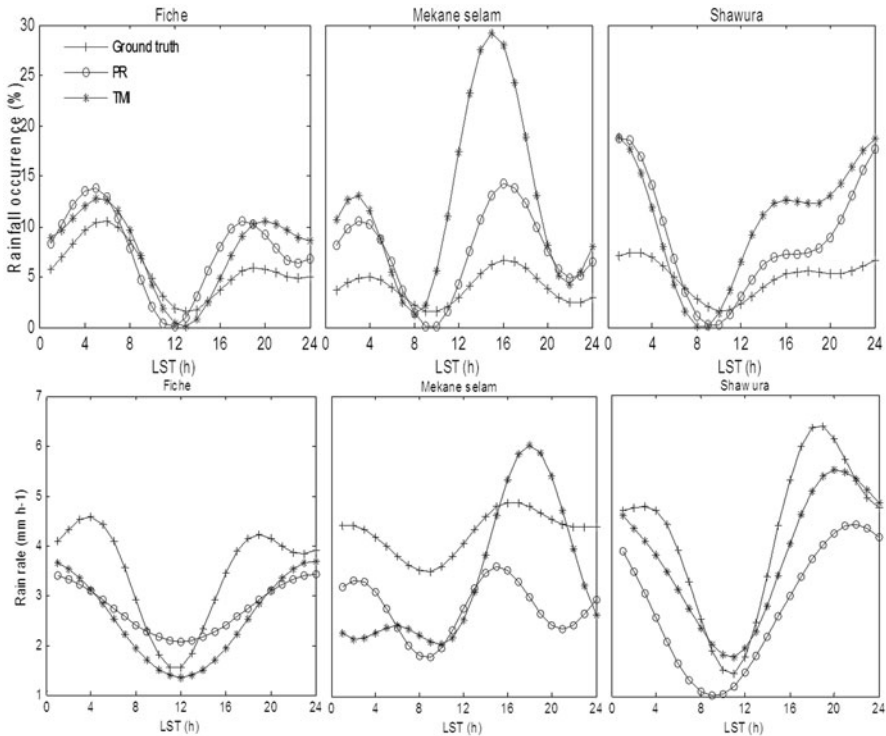 Fiche
Mekane selam
Shawura
Rainfall occurrence (%)
30
25
20
15
10
5
0
Ground truth
PR
TMI
0 4 8 12 16 20 24
0 4 8 12 16 20 24
0 4 8 12 16 20 24
LST (h)
LST (h)
LST (h)
Fiche
Mekane selam
Shawura
Rain rate (mm h-1)
7
6
5
4
3
2
1
0 4 8 12 16 20 24
0 4 8 12 16 20 24
0 4 8 12 16 20 24
LST (h)
LST (h)
LST (h)